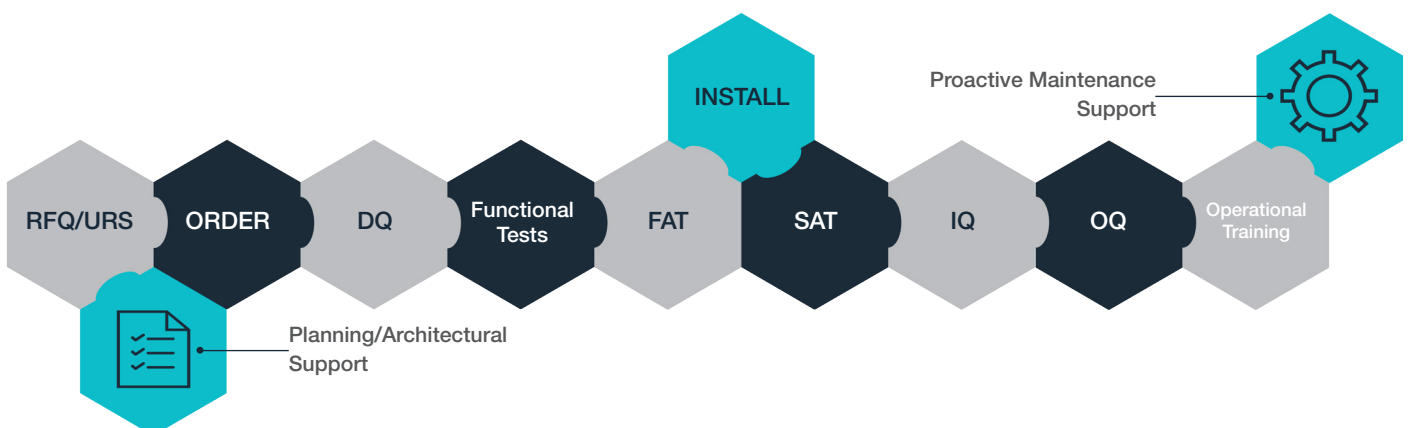 INSTALL
Proactive Maintenance
Support
RFQ/URS
ORDER
DQ
Functional
Tests
FAT
SAT
IQ
OQ
Operational
Training
Planning/Architectural
Support